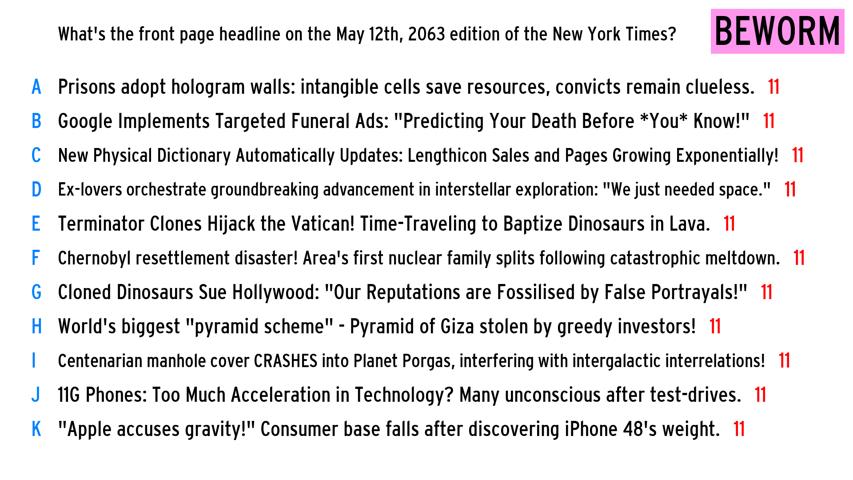 What's the front page headline on the May 12th, 2063 edition of the New York Times? BEWORM
A Prisons adopt hologram walls: intangible cells save resources, convicts remain clueless. 11
B Google Implements Targeted Funeral Ads: "Predicting Your Death Before *You* Know!" 11
C New Physical Dictionary Automatically Updates: Lengthicon Sales and Pages Growing Exponentially! 11
D Ex-lovers orchestrate groundbreaking advancement in interstellar exploration: "We just needed space." 11
E Terminator Clones Hijack the Vatican! Time-Traveling to Baptize Dinosaurs in Lava. 11
F Chernobyl resettlement disaster! Area's first nuclear family splits following catastrophic meltdown. 11
G Cloned Dinosaurs Sue Hollywood: "Our Reputations are Fossilised by False Portrayals!" 11
H World's biggest "pyramid scheme" - Pyramid of Giza stolen by greedy investors! 11
I Centenarian manhole cover CRASHES into Planet Porgas, interfering with intergalactic interrelations! 11
J 11G Phones: Too Much Acceleration in Technology? Many unconscious after test-drives. 11
K "Apple accuses gravity!" Consumer base falls after discovering iPhone 48's weight. 11